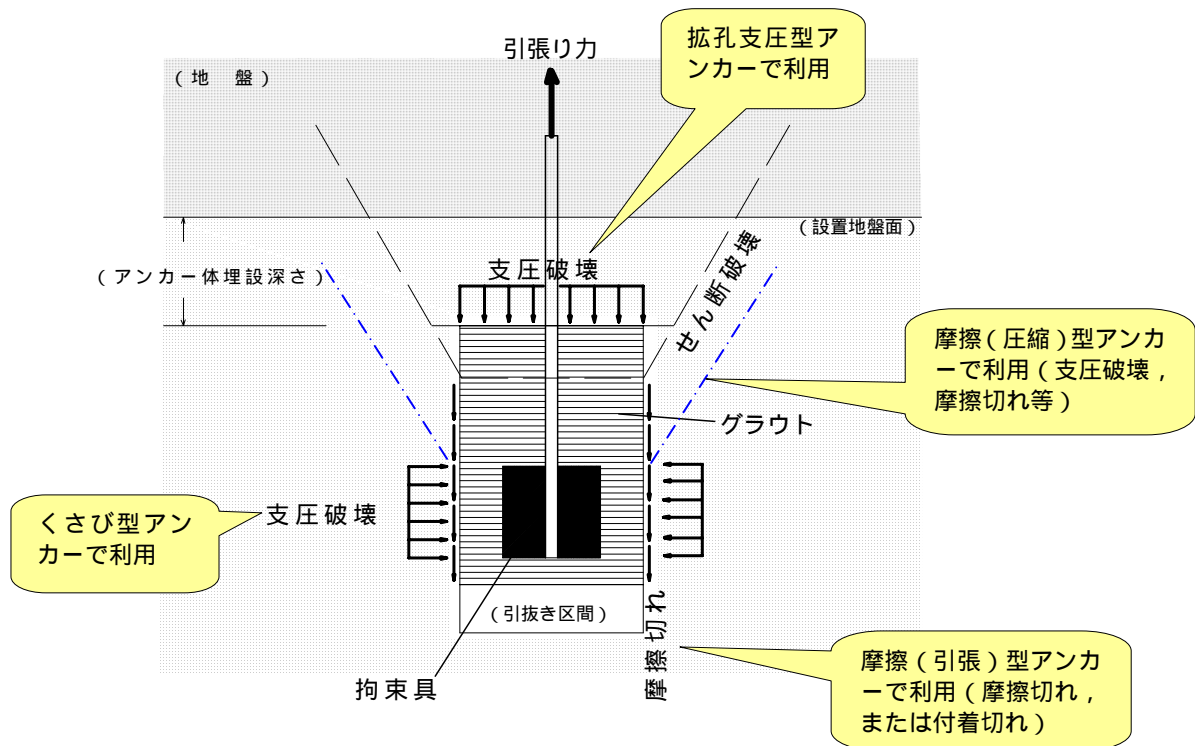 拡孔支圧型ア
ンカーで利用
引張り力
(地 盤)
(設置地盤面)
(アンカー体埋設深さ)
支圧破壊
せん断破壊
摩擦(圧縮)型アンカ
ーで利用(支圧破壊,
摩擦切れ等)
グラウト
くさび型アン
カーで利用
支圧破壊
(引抜き区間)
摩擦切れ
拘束具
摩擦(引張)型アンカ
ーで利用(摩擦切れ,
または付着切れ)